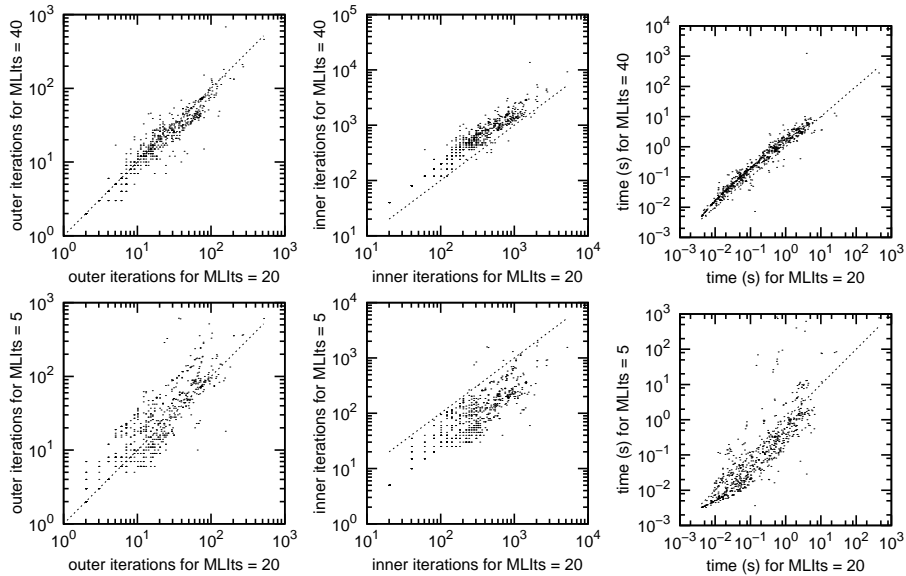 10³
10²
10¹
10⁰
outer iterations for MLIts = 40
10⁰ 10¹ 10² 10³
outer iterations for MLIts = 20
10⁵
10⁴
10³
10²
10¹
inner iterations for MLIts = 40
10¹ 10² 10³ 10⁴
inner iterations for MLIts = 20
10⁴
10³
10²
10¹
10⁰
10⁻¹
10⁻²
10⁻³
time (s) for MLIts = 40
10⁻³ 10⁻² 10⁻¹ 10⁰ 10¹ 10² 10³
time (s) for MLIts = 20
10³
10²
10¹
10⁰
outer iterations for MLIts = 5
10⁰ 10¹ 10² 10³
outer iterations for MLIts = 20
10⁴
10³
10²
10¹
10⁰
inner iterations for MLIts = 5
10¹ 10² 10³ 10⁴
inner iterations for MLIts = 20
10³
10²
10¹
10⁰
10⁻¹
10⁻²
10⁻³
time (s) for MLIts = 5
10⁻³ 10⁻² 10⁻¹ 10⁰ 10¹ 10² 10³
time (s) for MLIts = 20